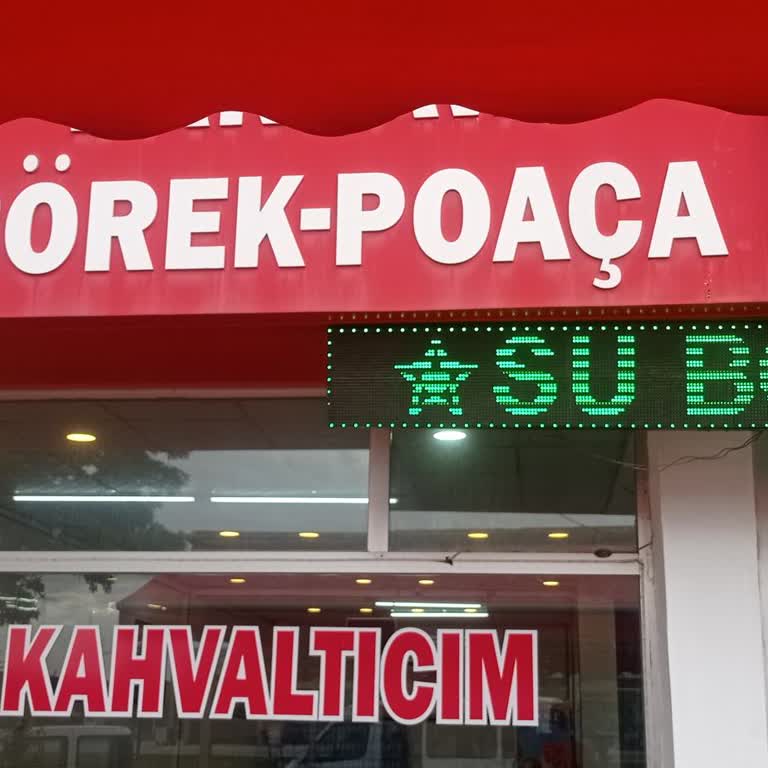 ÖREK-POAÇA
★SU B
KAHVALTICIM